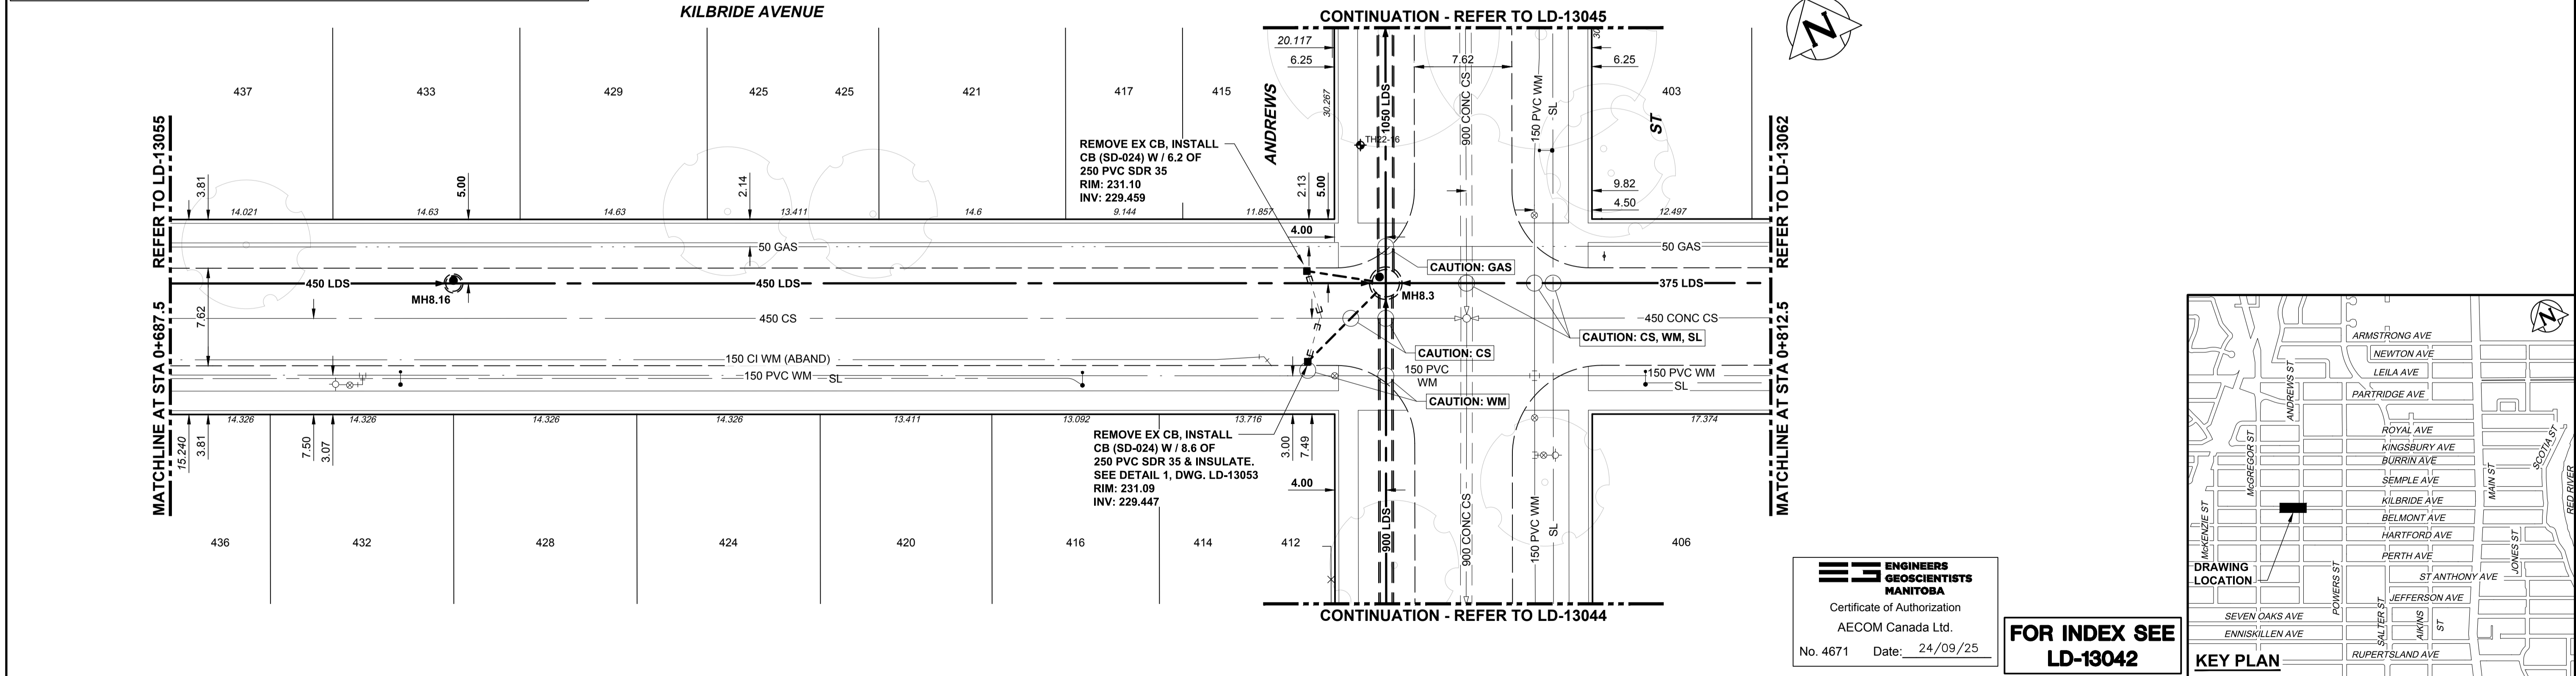 KILBRIDE AVENUE
CONTINUATION - REFER TO LD-13045
N
437
433
429
425
425
421
417
415
403
ANDREWS
ST
20.117
6.25
30.267
7.62
6.25
1050 LDS
900 CONC CS
150 PVC WM
SL
TH22-16
9.82
4.50
MATCHLINE AT STA 0+687.5 REFER TO LD-13055
MATCHLINE AT STA 0+812.5 REFER TO LD-13062
REMOVE EX CB, INSTALL
CB (SD-024) W / 6.2 OF
250 PVC SDR 35
RIM: 231.10
INV: 229.459
3.81
5.00
2.14
2.13
5.00
14.021
14.63
14.63
13.411
14.6
9.144
11.857
12.497
4.00
50 GAS
50 GAS
CAUTION: GAS
450 LDS
MH8.16
450 LDS
MH8.3
375 LDS
7.62
450 CS
450 CONC CS
CAUTION: CS, WM, SL
CAUTION: CS
150 CI WM (ABAND)
150 PVC WM
SL
150 PVC
WM
150 PVC WM
SL
CAUTION: WM
14.326
14.326
14.326
14.326
13.411
13.092
13.716
17.374
15.240
3.81
7.50
3.07
3.00
7.49
REMOVE EX CB, INSTALL
CB (SD-024) W / 8.6 OF
250 PVC SDR 35 & INSULATE.
SEE DETAIL 1, DWG. LD-13053
RIM: 231.09
INV: 229.447
4.00
900 LDS
900 CONC CS
150 PVC WM
SL
436
432
428
424
420
416
414
412
406
CONTINUATION - REFER TO LD-13044
ENGINEERS
GEOSCIENTISTS
MANITOBA
Certificate of Authorization
AECOM Canada Ltd.
No. 4671 Date: 24/09/25
FOR INDEX SEE
LD-13042
N
ARMSTRONG AVE
NEWTON AVE
LEILA AVE
PARTRIDGE AVE
ANDREWS ST
ROYAL AVE
KINGSBURY AVE
BURRIN AVE
SEMPLE AVE
KILBRIDE AVE
BELMONT AVE
HARTFORD AVE
PERTH AVE
ST ANTHONY AVE
JEFFERSON AVE
SEVEN OAKS AVE
ENNISKILLEN AVE
RUPERTSLAND AVE
McGREGOR ST
McKENZIE ST
MAIN ST
SCOTIA ST
RED RIVER
JONES ST
POWERS ST
SALTER ST
AIKINS
ST
DRAWING
LOCATION
KEY PLAN